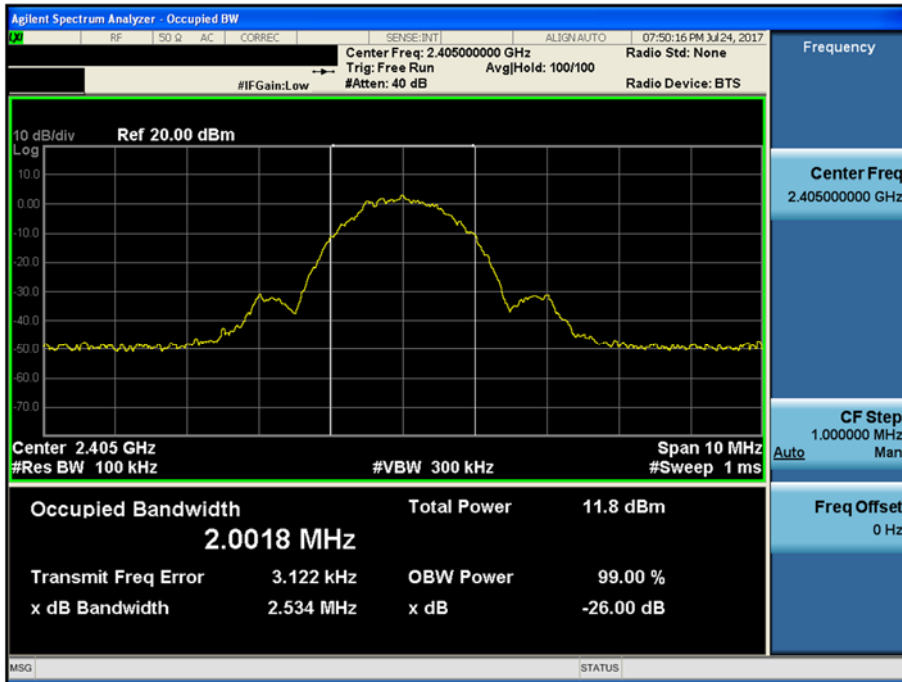 Agilent Spectrum Analyzer - Occupied BW
LXI RF 50 Ω AC CORREC SENSE:INT ALIGN AUTO 07:50:16 PM Jul 24, 2017
Center Freq: 2.405000000 GHz Radio Std: None
Trig: Free Run Avg|Hold: 100/100
#IFGain:Low #Atten: 40 dB Radio Device: BTS
10 dB/div Ref 20.00 dBm
Log
10.0
0.00
-10.0
-20.0
-30.0
-40.0
-50.0
-60.0
-70.0
Center 2.405 GHz Span 10 MHz
#Res BW 100 kHz #VBW 300 kHz #Sweep 1 ms
Occupied Bandwidth Total Power 11.8 dBm
2.0018 MHz
Transmit Freq Error 3.122 kHz OBW Power 99.00 %
x dB Bandwidth 2.534 MHz x dB -26.00 dB
MSG STATUS
Frequency
Center Freq
2.405000000 GHz
CF Step
1.000000 MHz
Auto Man
Freq Offset
0 Hz